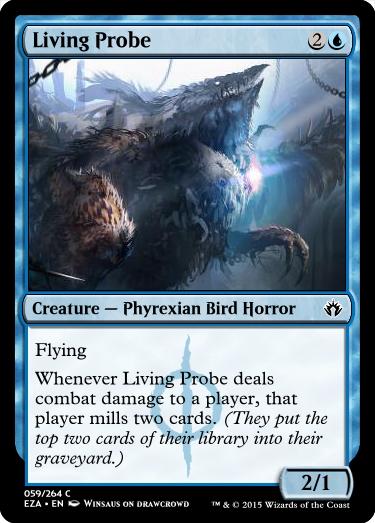 Living Probe 2
Creature — Phyrexian Bird Horror
Flying
Whenever Living Probe deals
combat damage to a player, that
player mills two cards. (They put the
top two cards of their library into their
graveyard.)
2/1
059/264 C
EZA • EN WINSAUS ON DRAWCROWD ™ & © 2015 Wizards of the Coast